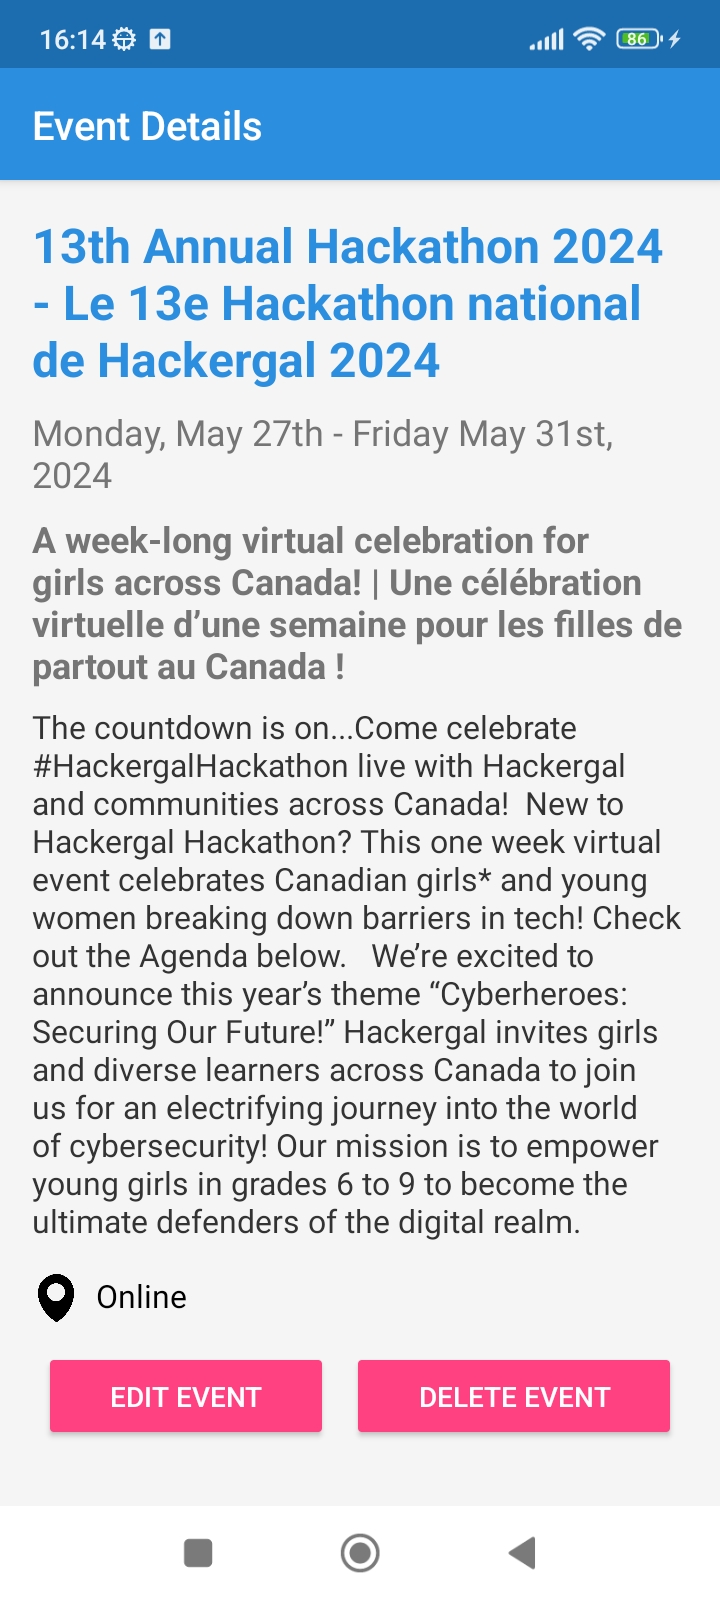 16:14
86
Event Details
13th Annual Hackathon 2024
- Le 13e Hackathon national
de Hackergal 2024
Monday, May 27th - Friday May 31st,
2024
A week-long virtual celebration for
girls across Canada! | Une célébration
virtuelle d’une semaine pour les filles de
partout au Canada !
The countdown is on...Come celebrate
#HackergalHackathon live with Hackergal
and communities across Canada!  New to
Hackergal Hackathon? This one week virtual
event celebrates Canadian girls* and young
women breaking down barriers in tech! Check
out the Agenda below.   We’re excited to
announce this year’s theme “Cyberheroes:
Securing Our Future!” Hackergal invites girls
and diverse learners across Canada to join
us for an electrifying journey into the world
of cybersecurity! Our mission is to empower
young girls in grades 6 to 9 to become the
ultimate defenders of the digital realm.
Online
EDIT EVENT
DELETE EVENT